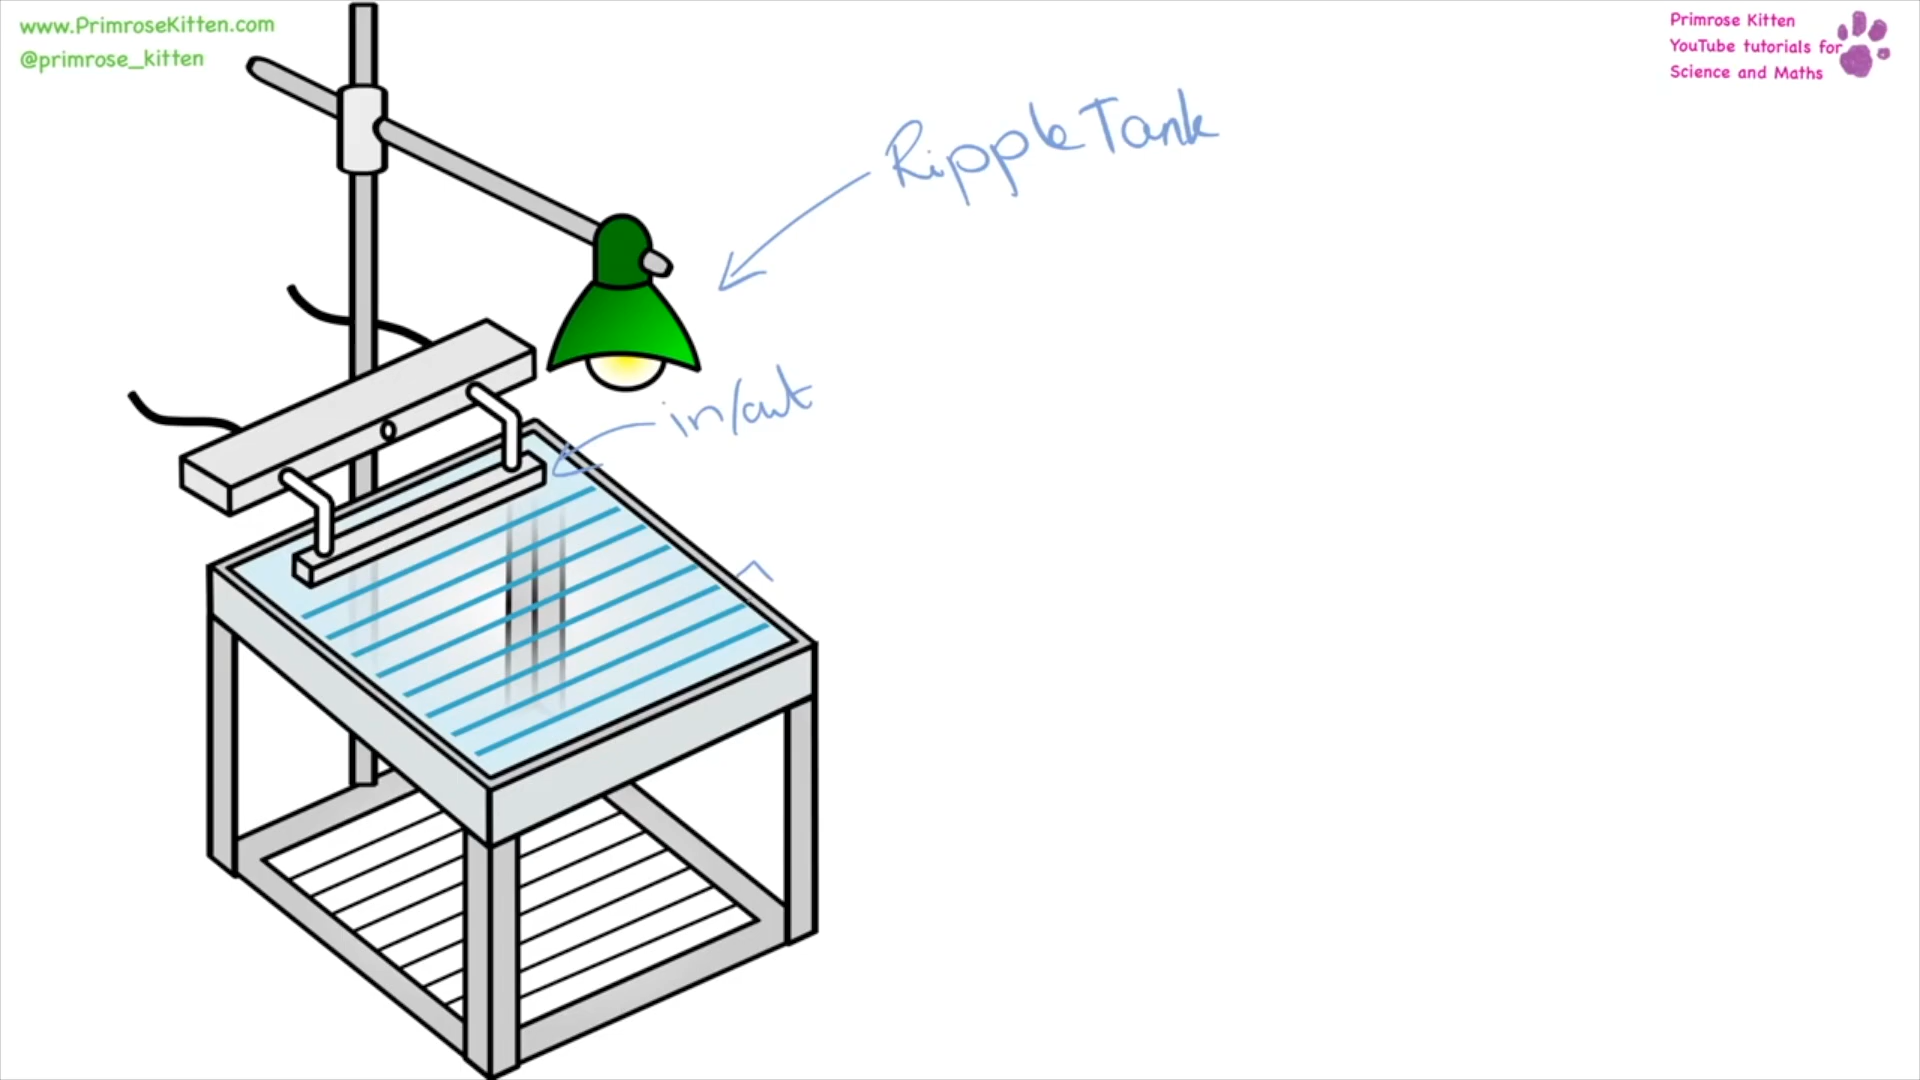 www.PrimroseKitten.com
@primrose_kitten
Primrose Kitten
YouTube tutorials for
Science and Maths
Ripple Tank
in/out